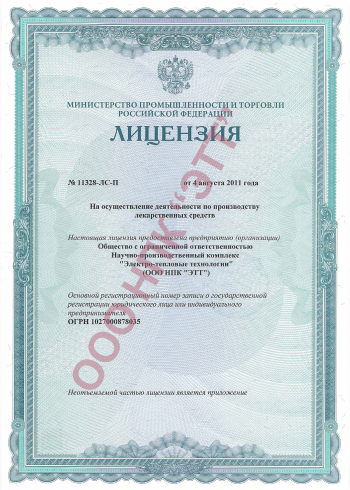 МИНИСТЕРСТВО ПРОМЫШЛЕННОСТИ И ТОРГОВЛИ
РОССИЙСКОЙ ФЕДЕРАЦИИ
ЛИЦЕНЗИЯ
№ 11328-ЛС-П от 4 августа 2011 года
На осуществление деятельности по производству
лекарственных средств
Настоящая лицензия предоставлена предприятию (организации)
Общество с ограниченной ответственностью
Научно-производственный комплекс
"Электро-тепловые технологии"
(ООО НПК "ЭТТ")
Основной регистрационный номер записи о государственной
регистрации юридического лица или индивидуального
предпринимателя
ОГРН 1027000878035
Неотъемлемой частью лицензии является приложение
ООО НПК "ЭТТ"